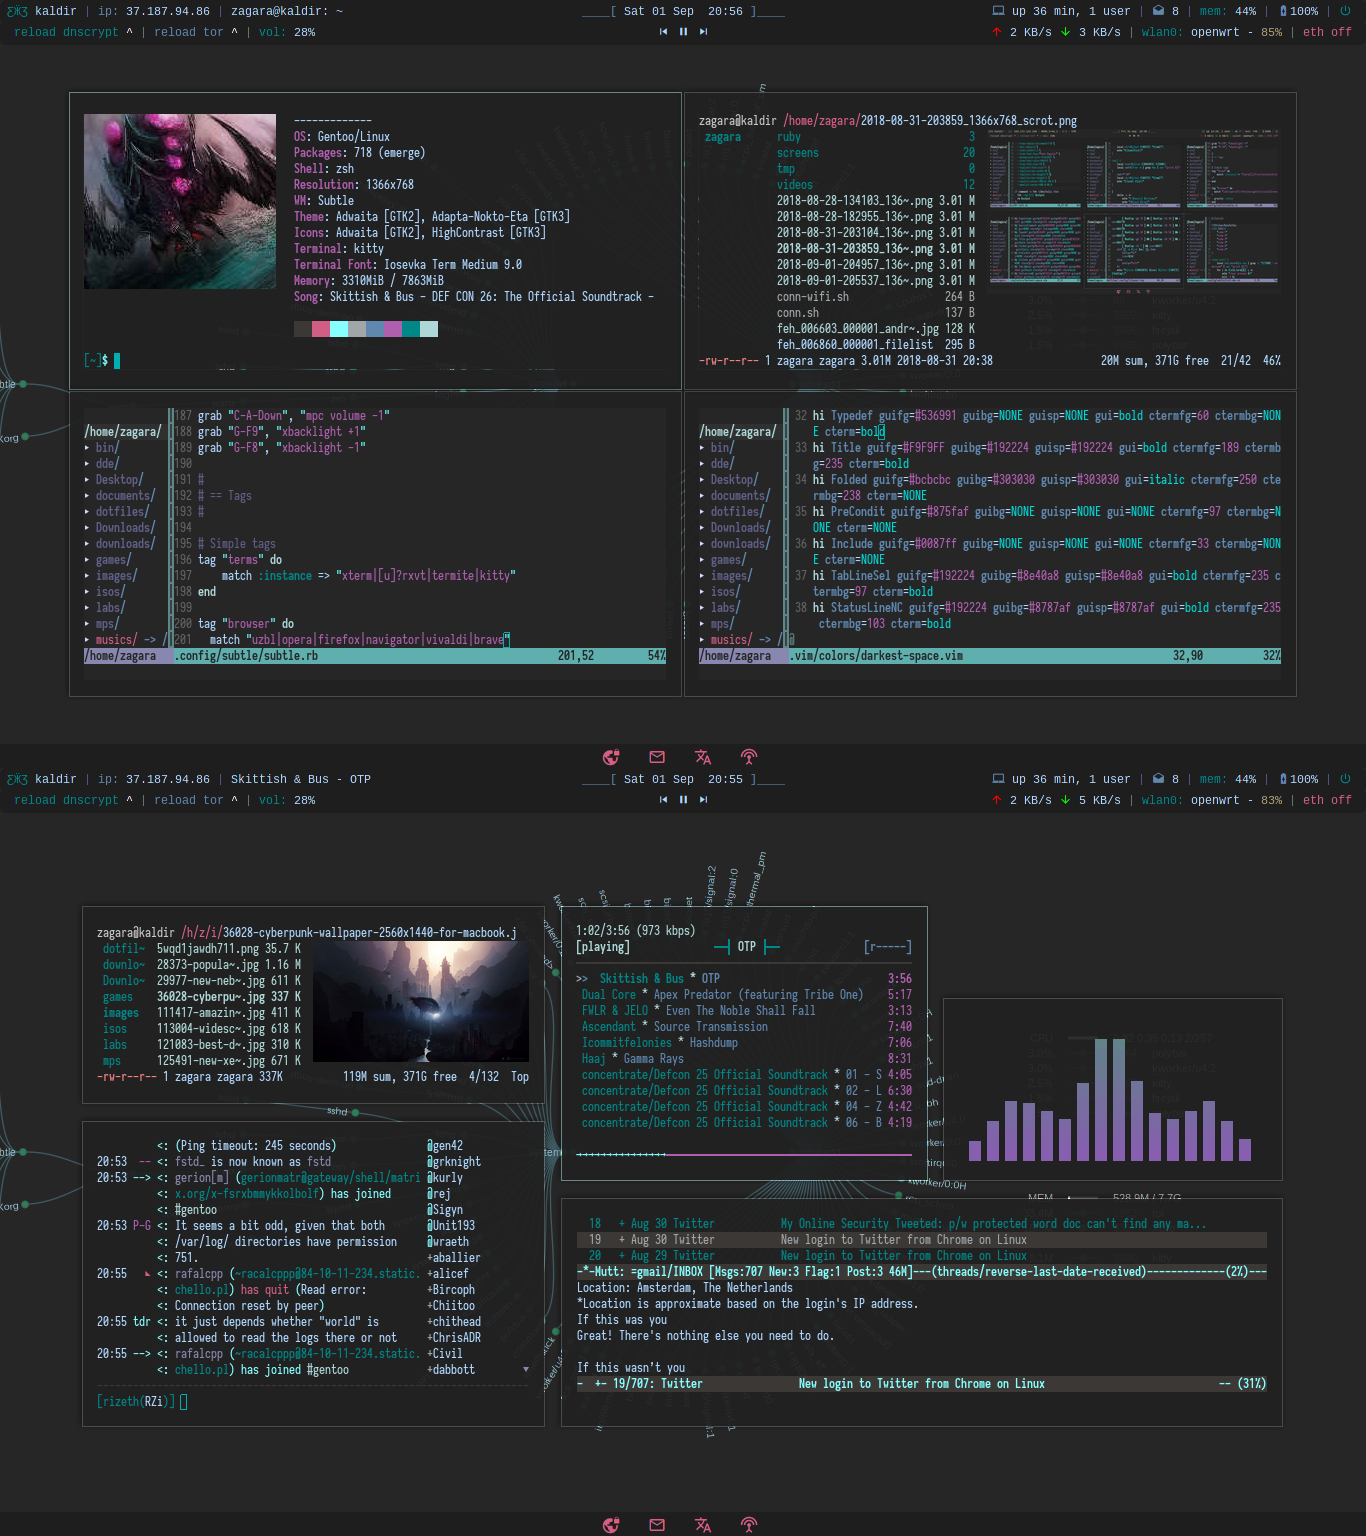 kaldir | ip: 37.187.94.86 | zagara@kaldir: ~
____[ Sat 01 Sep  20:56 ]____
up 36 min, 1 user | 8 | mem: 44% | 100% |
reload dnscrypt ^ | reload tor ^ | vol: 28%
2 KB/s 3 KB/s | wlan0: openwrt - 85% | eth off
-------------
OS: Gentoo/Linux
Packages: 718 (emerge)
Shell: zsh
Resolution: 1366x768
WM: Subtle
Theme: Adwaita [GTK2], Adapta-Nokto-Eta [GTK3]
Icons: Adwaita [GTK2], HighContrast [GTK3]
Terminal: kitty
Terminal Font: Iosevka Term Medium 9.0
Memory: 3310MiB / 7863MiB
Song: Skittish & Bus - DEF CON 26: The Official Soundtrack -
[~]$
zagara@kaldir /home/zagara/2018-08-31-203859_1366x768_scrot.png
zagara ruby 3
screens 20
tmp 0
videos 12
2018-08-28-134103_136~.png 3.01 M
2018-08-28-182955_136~.png 3.01 M
2018-08-31-203104_136~.png 3.01 M
2018-08-31-203859_136~.png 3.01 M
2018-09-01-204957_136~.png 3.01 M
2018-09-01-205537_136~.png 3.01 M
conn-wifi.sh 264 B
conn.sh 137 B
feh_006603_000001_andr~.jpg 128 K
feh_006860_000001_filelist 295 B
-rw-r--r-- 1 zagara zagara 3.01M 2018-08-31 20:38 20M sum, 371G free  21/42  46%
187 grab "C-A-Down", "mpc volume -1"
/home/zagara/ 188 grab "G-F9", "xbacklight +1"
▸ bin/ 189 grab "G-F8", "xbacklight -1"
▸ dde/ 190
▸ Desktop/ 191 #
▸ documents/ 192 # == Tags
▸ dotfiles/ 193 #
▸ Downloads/ 194
▸ downloads/ 195 # Simple tags
▸ games/ 196 tag "terms" do
▸ images/ 197 match :instance => "xterm|[u]?rxvt|termite|kitty"
▸ isos/ 198 end
▸ labs/ 199
▸ mps/ 200 tag "browser" do
▸ musics/ -> / 201 match "uzbl|opera|firefox|navigator|vivaldi|brave"
/home/zagara .config/subtle/subtle.rb 201,52 54%
32 hi Typedef guifg=#536991 guibg=NONE guisp=NONE gui=bold ctermfg=60 ctermbg=NON
/home/zagara/ E cterm=bold
▸ bin/ 33 hi Title guifg=#F9F9FF guibg=#192224 guisp=#192224 gui=bold ctermfg=189 ctermb
▸ dde/ g=235 cterm=bold
▸ Desktop/ 34 hi Folded guifg=#bcbcbc guibg=#303030 guisp=#303030 gui=italic ctermfg=250 cte
▸ documents/ rmbg=238 cterm=NONE
▸ dotfiles/ 35 hi PreCondit guifg=#875faf guibg=NONE guisp=NONE gui=NONE ctermfg=97 ctermbg=N
▸ Downloads/ ONE cterm=NONE
▸ downloads/ 36 hi Include guifg=#0087ff guibg=NONE guisp=NONE gui=NONE ctermfg=33 ctermbg=NON
▸ games/ E cterm=NONE
▸ images/ 37 hi TabLineSel guifg=#192224 guibg=#8e40a8 guisp=#8e40a8 gui=bold ctermfg=235 c
▸ isos/ termbg=97 cterm=bold
▸ labs/ 38 hi StatusLineNC guifg=#192224 guibg=#8787af guisp=#8787af gui=bold ctermfg=235
▸ mps/ ctermbg=103 cterm=bold
▸ musics/ -> / @
/home/zagara .vim/colors/darkest-space.vim 32,90 32%
kaldir | ip: 37.187.94.86 | Skittish & Bus - OTP
____[ Sat 01 Sep  20:55 ]____
up 36 min, 1 user | 8 | mem: 44% | 100% |
reload dnscrypt ^ | reload tor ^ | vol: 28%
2 KB/s 5 KB/s | wlan0: openwrt - 83% | eth off
zagara@kaldir /h/z/i/36028-cyberpunk-wallpaper-2560x1440-for-macbook.j
dotfil~ 5wqd1jawdh711.png 35.7 K
downlo~ 28373-popula~.jpg 1.16 M
Downlo~ 29977-new-neb~.jpg 611 K
games 36028-cyberpu~.jpg 337 K
images 111417-amazin~.jpg 411 K
isos 113004-widesc~.jpg 618 K
labs 121083-best-d~.jpg 310 K
mps 125491-new-xe~.jpg 671 K
-rw-r--r-- 1 zagara zagara 337K 119M sum, 371G free  4/132  Top
sshd
<: (Ping timeout: 245 seconds) @gen42
20:53 -- <: fstd_ is now known as fstd @grknight
20:53 --> <: gerion[m] (gerionmatr@gateway/shell/matri @kurly
<: x.org/x-fsrxbmmykkolbolf) has joined @rej
<: #gentoo @Sigyn
20:53 P-G <: It seems a bit odd, given that both @Unit193
<: /var/log/ directories have permission @wraeth
<: 751. +aballier
20:55 <: rafalcpp (~racalcppp@84-10-11-234.static. +alicef
<: chello.pl) has quit (Read error: +Bircoph
<: Connection reset by peer) +Chiitoo
20:55 tdr <: it just depends whether "world" is +chithead
<: allowed to read the logs there or not +ChrisADR
20:55 --> <: rafalcpp (~racalcppp@84-10-11-234.static. +Civil
<: chello.pl) has joined #gentoo +dabbott
[rizeth(RZi)]
1:02/3:56 (973 kbps)
[playing] ──┤ OTP ├── [r-----]
>> Skittish & Bus * OTP 3:56
Dual Core * Apex Predator (featuring Tribe One) 5:17
FWLR & JELO * Even The Noble Shall Fall 3:13
Ascendant * Source Transmission 7:40
Icommitfelonies * Hashdump 7:06
Haaj * Gamma Rays 8:31
concentrate/Defcon 25 Official Soundtrack * 01 - S 4:05
concentrate/Defcon 25 Official Soundtrack * 02 - L 6:30
concentrate/Defcon 25 Official Soundtrack * 04 - Z 4:42
concentrate/Defcon 25 Official Soundtrack * 06 - B 4:19
kworker/0:0H
MEM 528.9M / 7.7G
18 + Aug 30 Twitter My Online Security Tweeted: p/w protected word doc can't find any ma...
19 + Aug 30 Twitter New login to Twitter from Chrome on Linux
20 + Aug 29 Twitter New login to Twitter from Chrome on Linux
-*-Mutt: =gmail/INBOX [Msgs:707 New:3 Flag:1 Post:3 46M]---(threads/reverse-last-date-received)-------------(2%)---
Location: Amsterdam, The Netherlands
*Location is approximate based on the login's IP address.
If this was you
Great! There's nothing else you need to do.
If this wasn't you
-  +- 19/707: Twitter New login to Twitter from Chrome on Linux -- (31%)